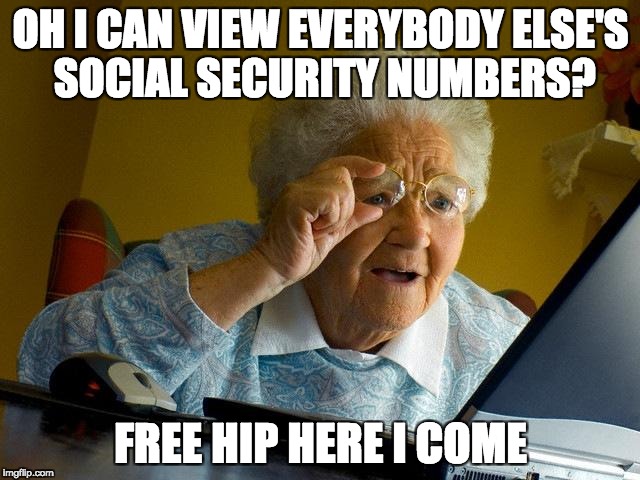 OH I CAN VIEW EVERYBODY ELSE'S
SOCIAL SECURITY NUMBERS?
FREE HIP HERE I COME
imgflip.com